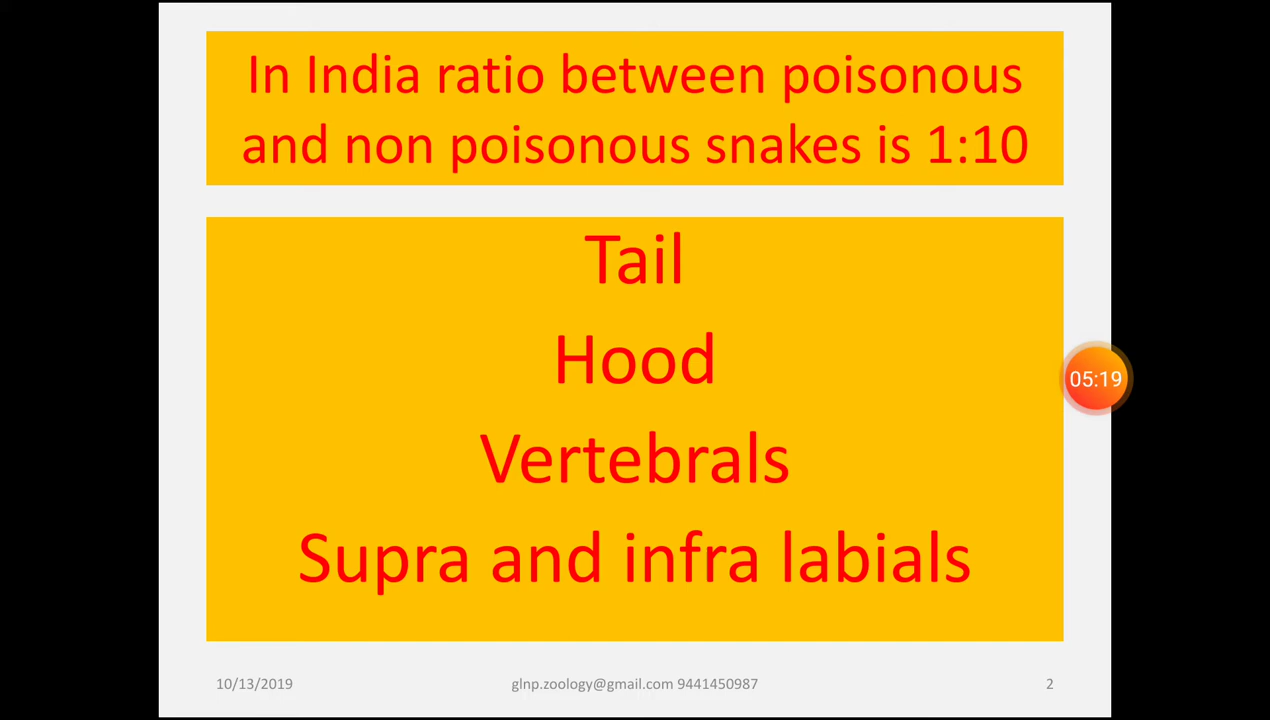 In India ratio between poisonous
and non poisonous snakes is 1:10
Tail
Hood
Vertebrals
Supra and infra labials
05:19
10/13/2019
glnp.zoology@gmail.com 9441450987
2